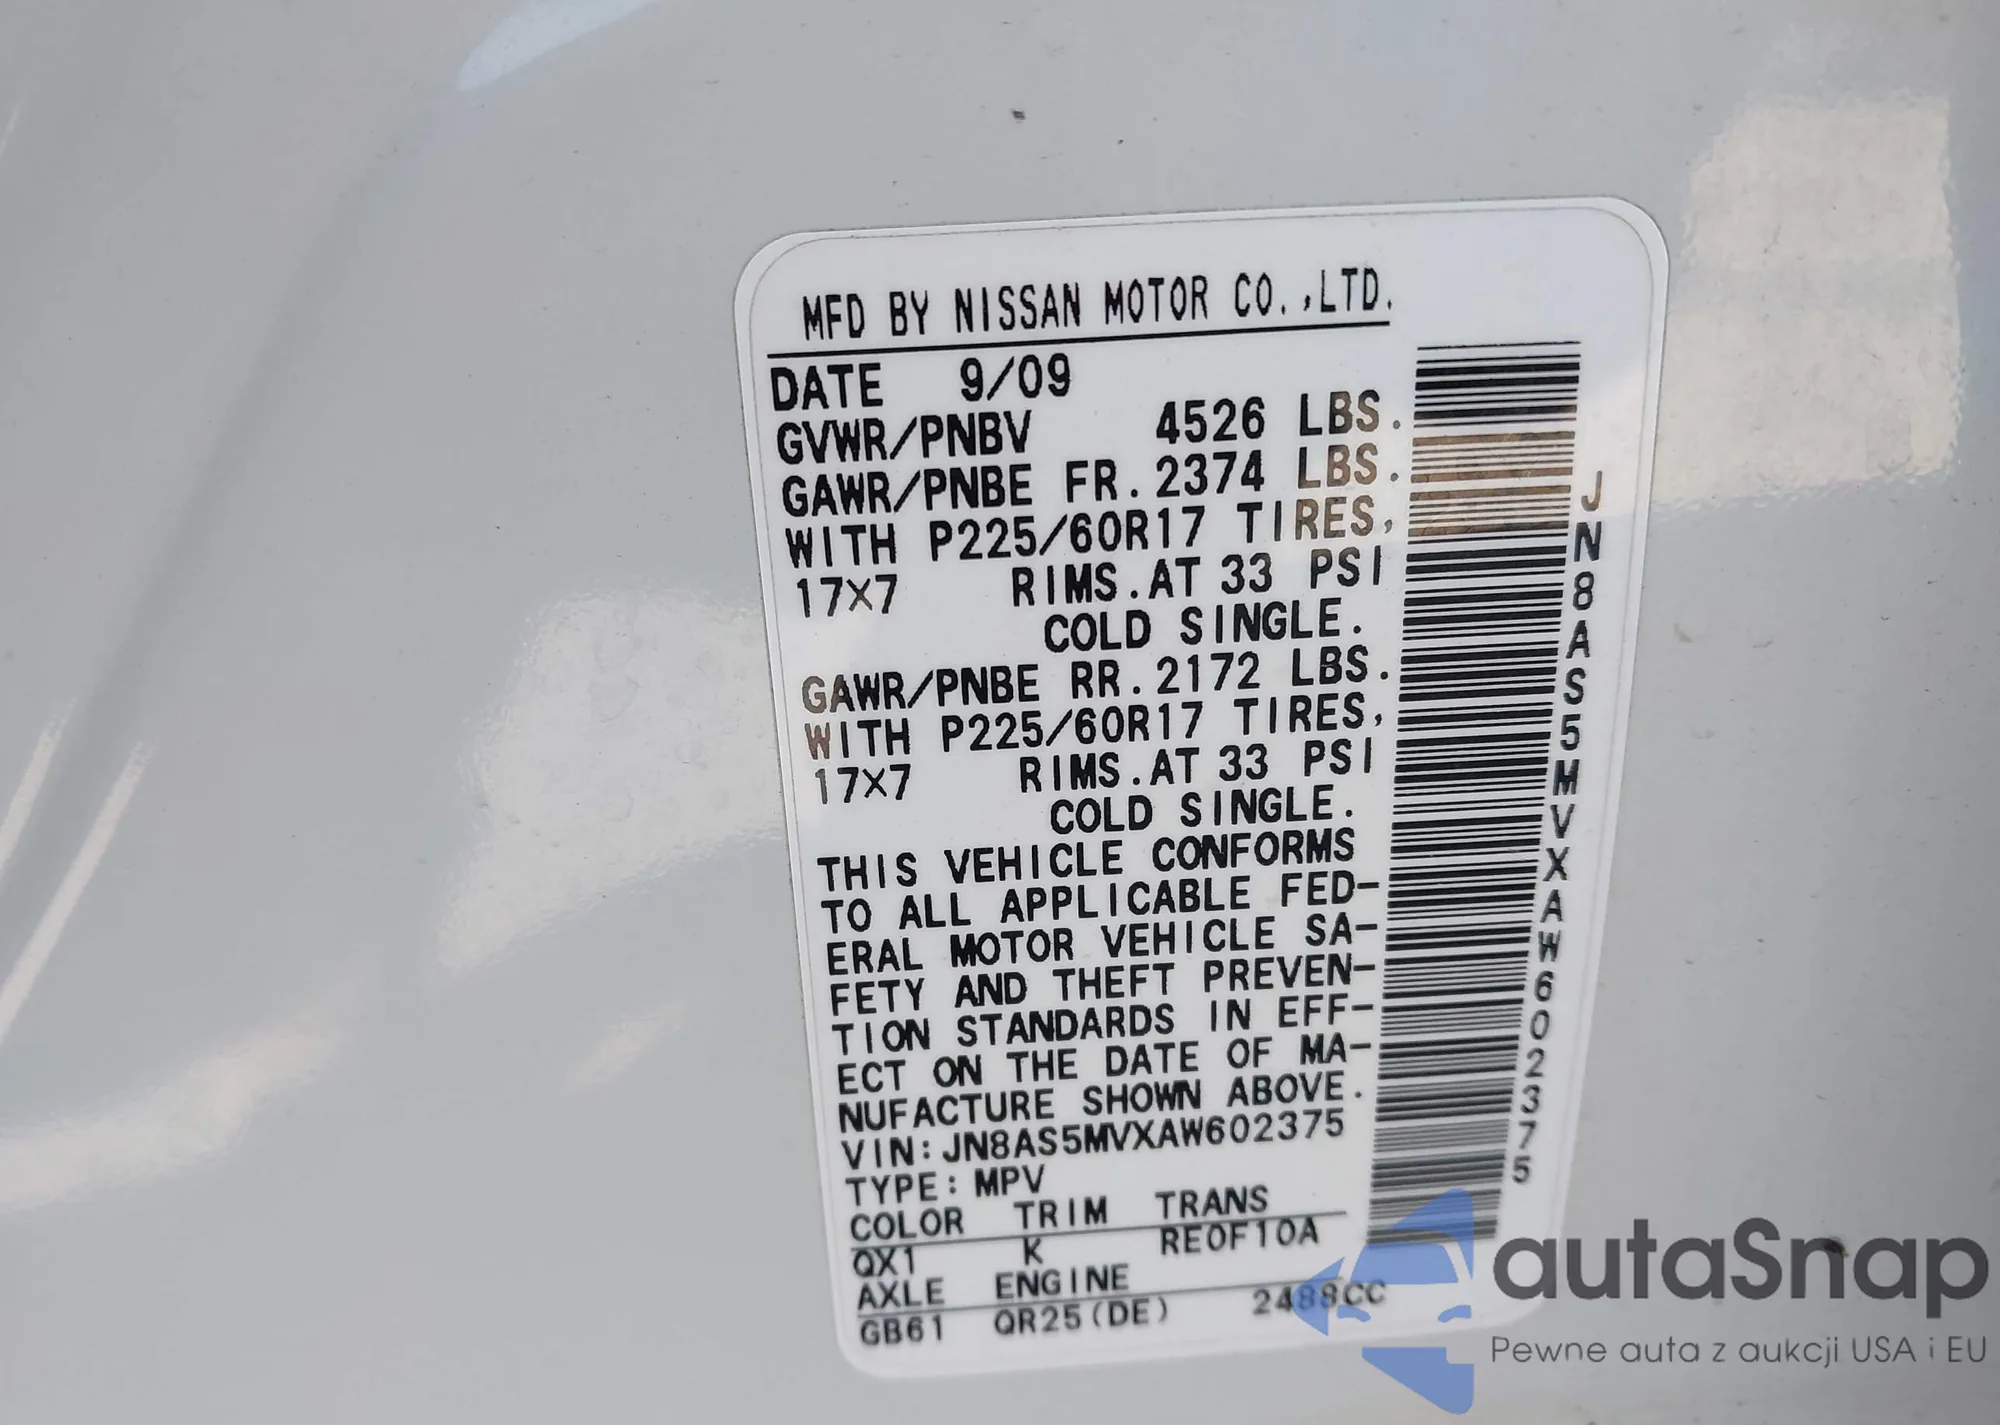 MFD BY NISSAN MOTOR CO.,LTD.
DATE 9/09
GVWR/PNBV 4526 LBS.
GAWR/PNBE FR. 2374 LBS.
WITH P225/60R17 TIRES,
17X7 RIMS. AT 33 PSI
COLD SINGLE.
GAWR/PNBE RR. 2172 LBS.
WITH P225/60R17 TIRES,
17X7 RIMS. AT 33 PSI
COLD SINGLE.
THIS VEHICLE CONFORMS
TO ALL APPLICABLE FED-
ERAL MOTOR VEHICLE SA-
FETY AND THEFT PREVEN-
TION STANDARDS IN EFF-
ECT ON THE DATE OF MA-
NUFACTURE SHOWN ABOVE.
VIN: JN8AS5MVXAW602375
TYPE: MPV
COLOR TRIM TRANS
QX1 K RE0F10A
AXLE ENGINE
GB61 QR25(DE) 2488CC
JN8AS5MVXAW602375
autaSnap
Pewne auta z aukcji USA i EU